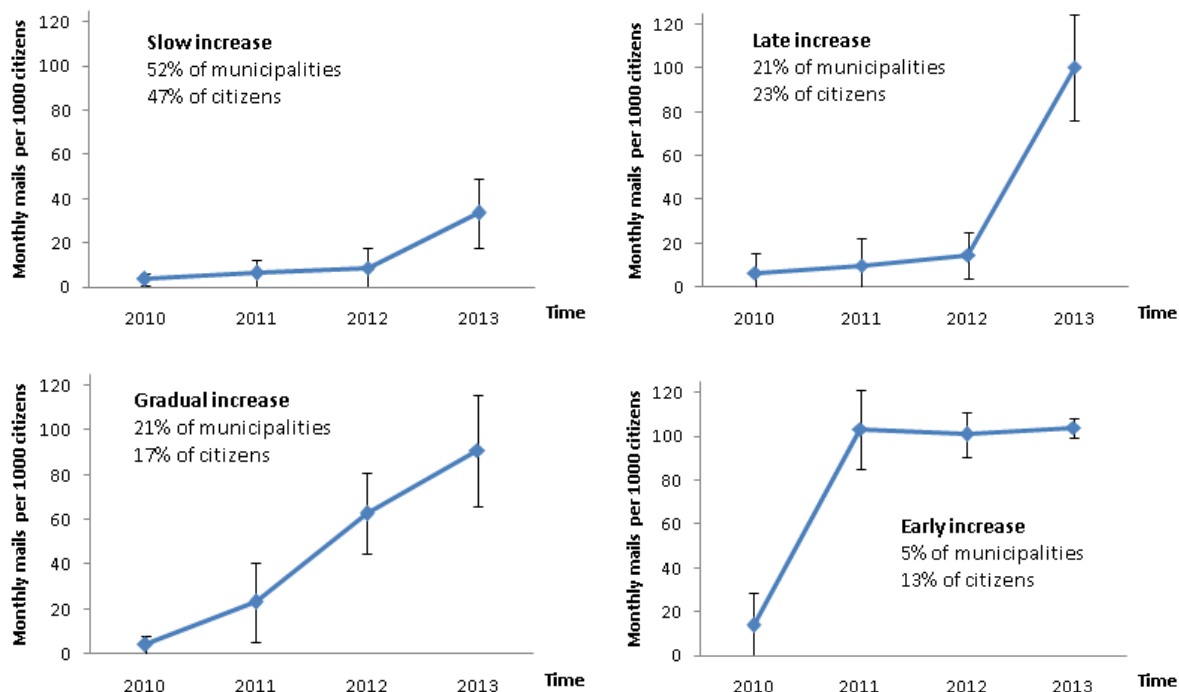 Monthly mails per 1000 citizens
120
100
80
60
40
20
0
Slow increase
52% of municipalities
47% of citizens
2010 2011 2012 2013 Time
Monthly mails per 1000 citizens
120
100
80
60
40
20
0
Late increase
21% of municipalities
23% of citizens
2010 2011 2012 2013 Time
Monthly mails per 1000 citizens
120
100
80
60
40
20
0
Gradual increase
21% of municipalities
17% of citizens
2010 2011 2012 2013 Time
Monthly mails per 1000 citizens
120
100
80
60
40
20
0
Early increase
5% of municipalities
13% of citizens
2010 2011 2012 2013 Time